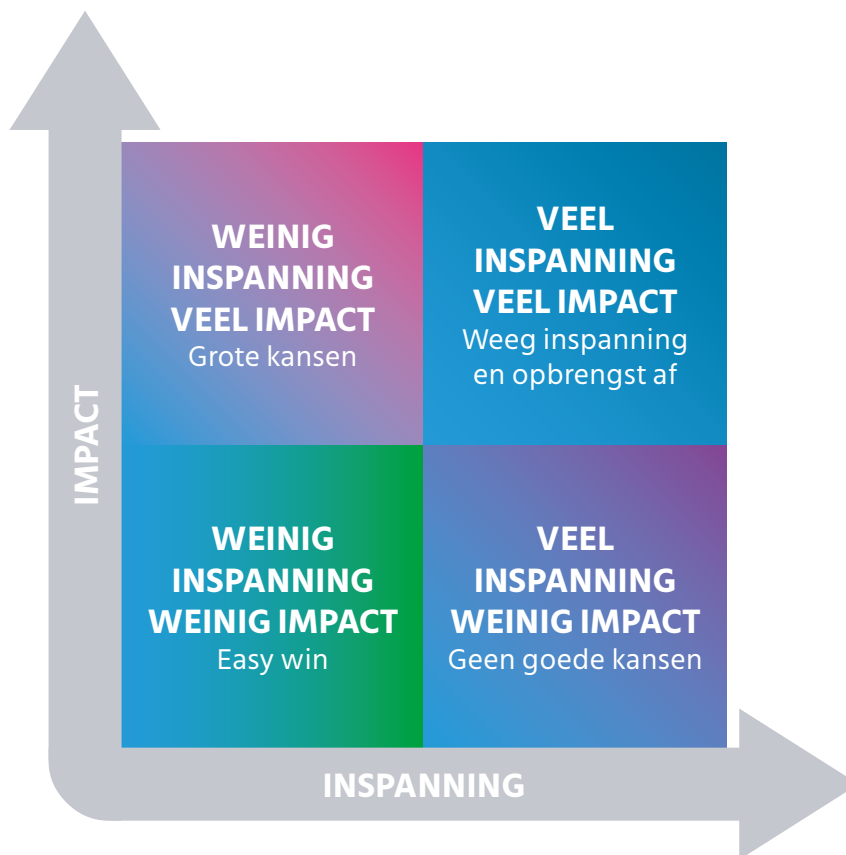 WEINIG
INSPANNING
VEEL IMPACT
Grote kansen
VEEL
INSPANNING
VEEL IMPACT
Weeg inspanning
en opbrengst af
IMPACT
WEINIG
INSPANNING
WEINIG IMPACT
Easy win
VEEL
INSPANNING
WEINIG IMPACT
Geen goede kansen
INSPANNING